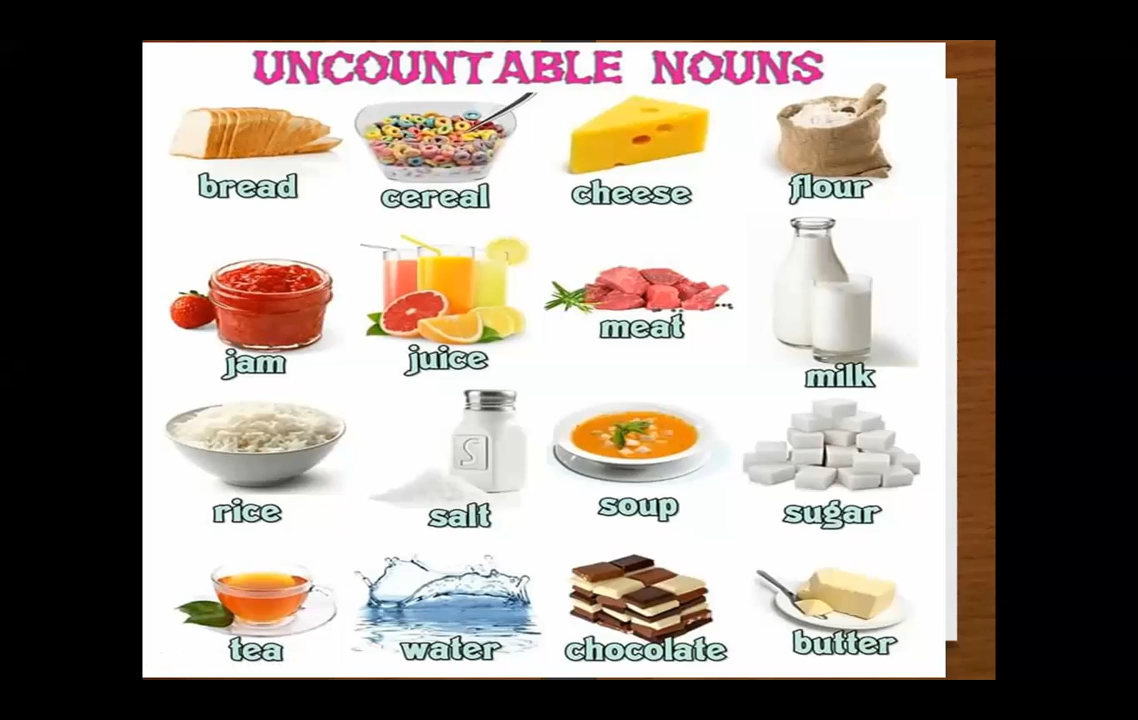 UNCOUNTABLE NOUNS
bread cereal cheese flour
jam juice meat milk
rice salt soup sugar
tea water chocolate butter